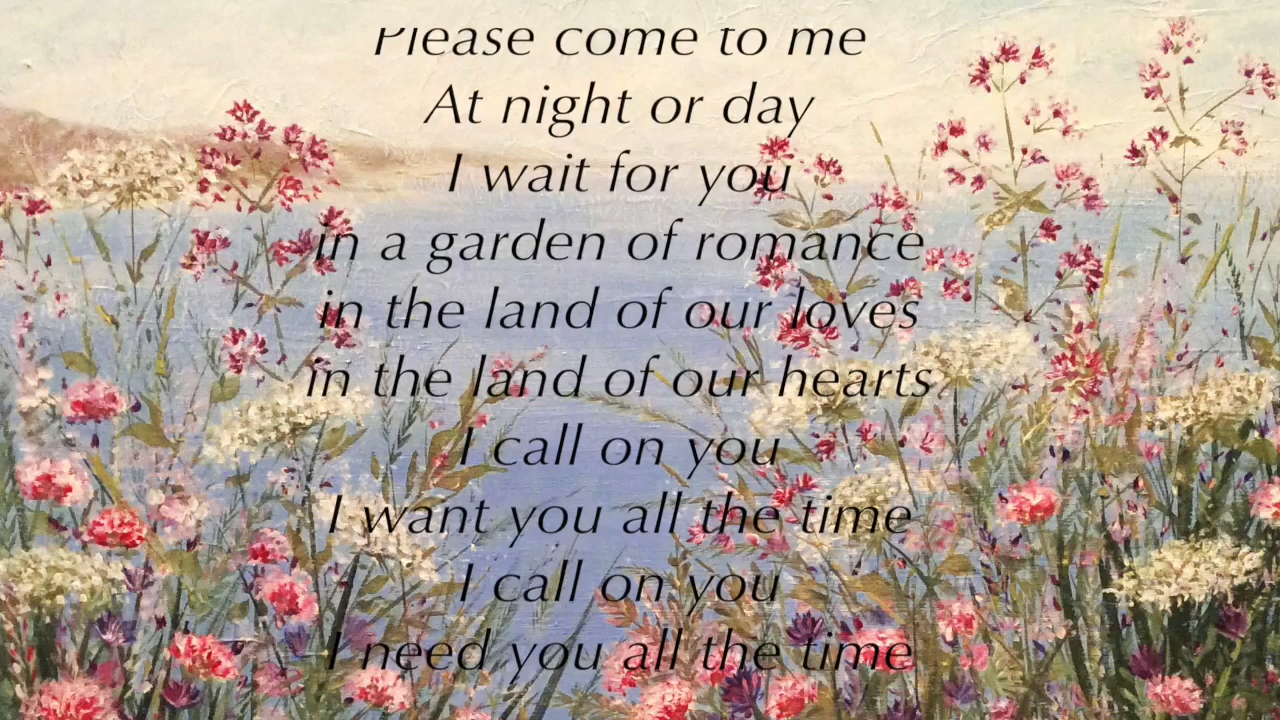 Please come to me
At night or day
I wait for you
in a garden of romance
in the land of our loves
in the land of our hearts
I call on you
I want you all the time
I call on you
I need you all the time